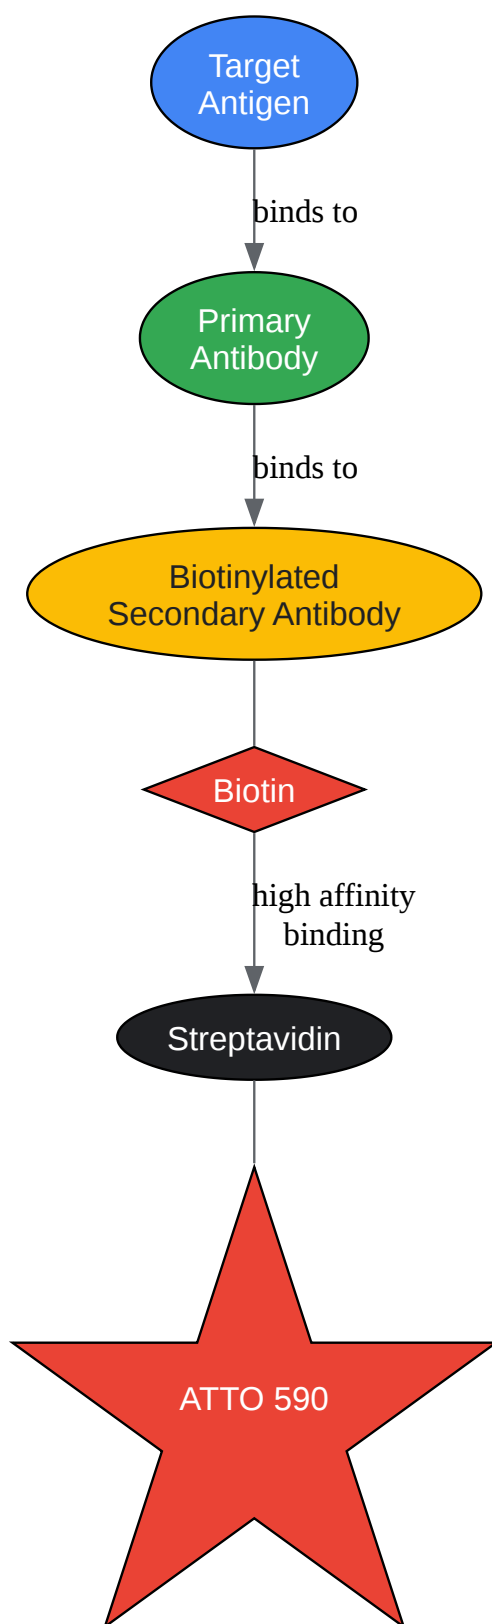 Target
Antigen
binds to
Primary
Antibody
binds to
Biotinylated
Secondary Antibody
Biotin
high affinity
binding
Streptavidin
ATTO 590